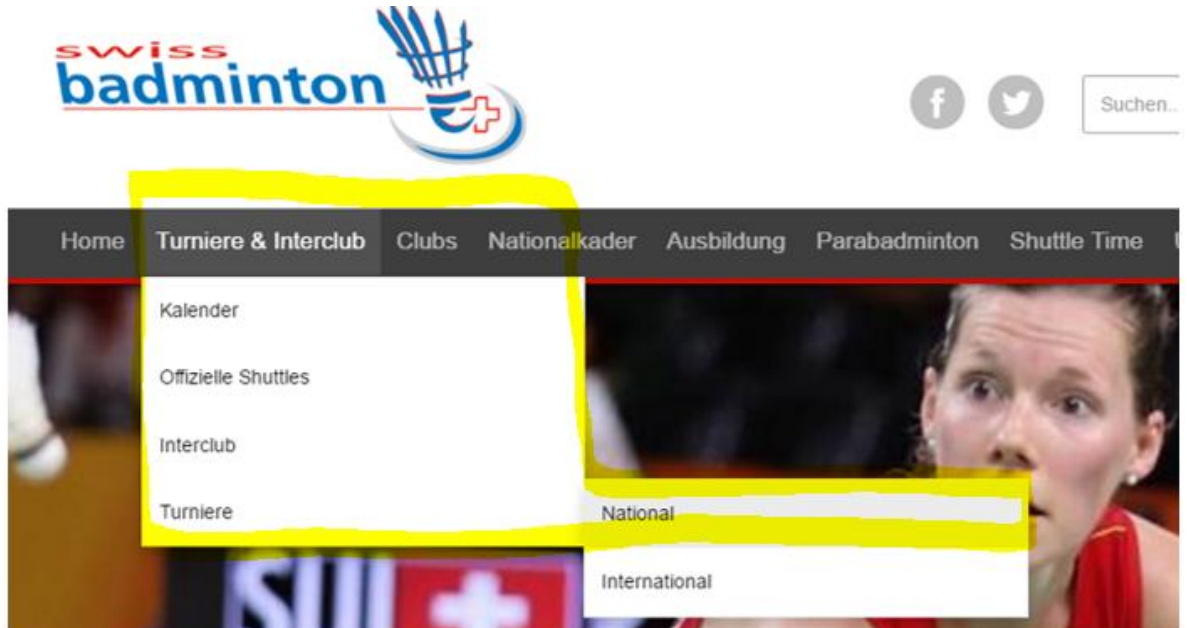 swiss
badminton
Suchen..
Home Turniere & Interclub Clubs Nationalkader Ausbildung Parabadminton Shuttle Time
Kalender
Offizielle Shuttles
Interclub
Turniere
National
International